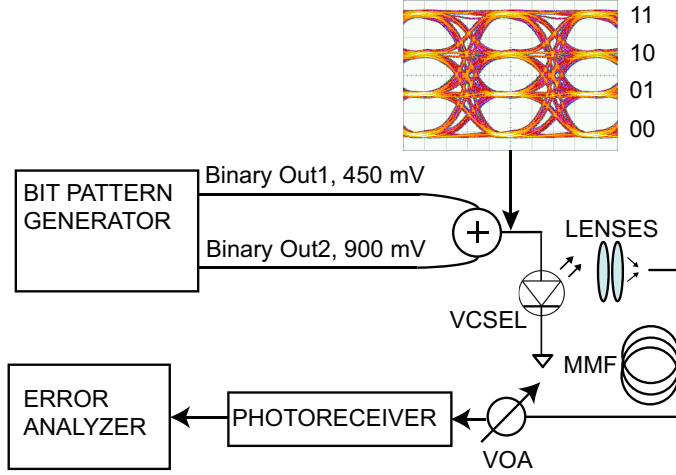 11
10
01
00
Binary Out1, 450 mV
BIT PATTERN
GENERATOR
Binary Out2, 900 mV
+
LENSES
VCSEL
MMF
ERROR
ANALYZER
PHOTORECEIVER
VOA